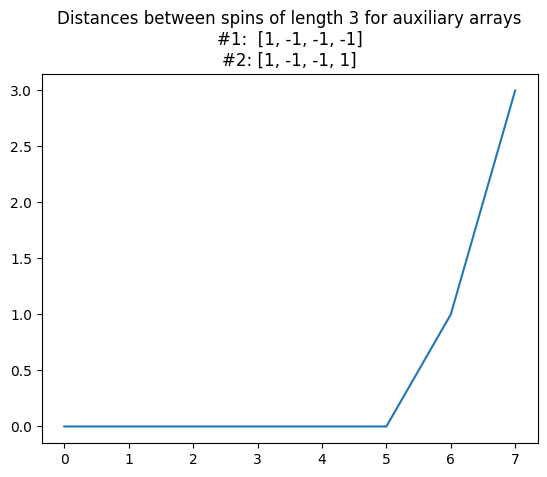 Distances between spins of length 3 for auxiliary arrays
#1:  [1, -1, -1, -1]
#2: [1, -1, -1, 1]
3.0
2.5
2.0
1.5
1.0
0.5
0.0
0 1 2 3 4 5 6 7